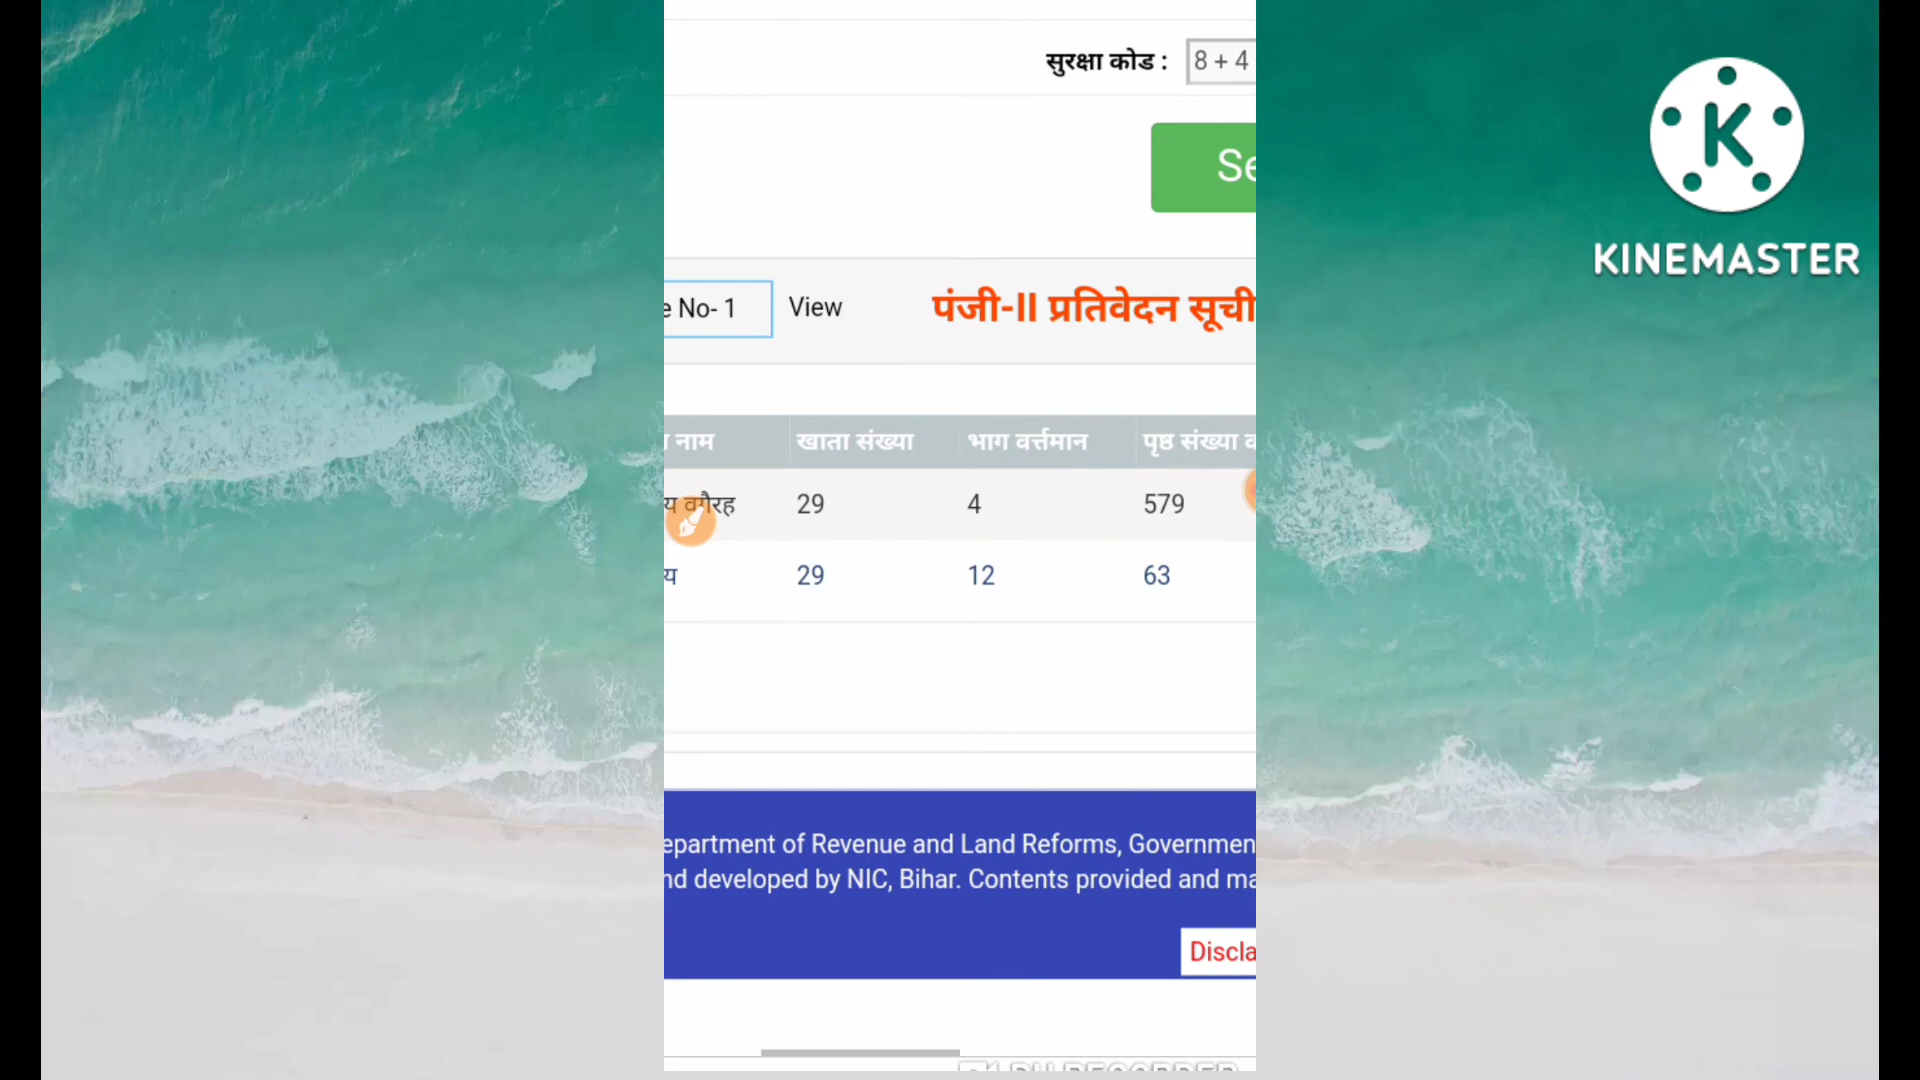 सुरक्षा कोड : 8 + 4
Se
e No- 1 View पंजी-II प्रतिवेदन सूची
नाम खाता संख्या भाग वर्त्तमान पृष्ठ संख्या व
य वगैरह 29 4 579
य 29 12 63
epartment of Revenue and Land Reforms, Governmen
nd developed by NIC, Bihar. Contents provided and ma
Discla
K
KINEMASTER